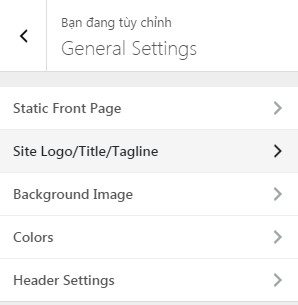 Bạn đang tùy chỉnh
General Settings
Static Front Page
Site Logo/Title/Tagline
Background Image
Colors
Header Settings